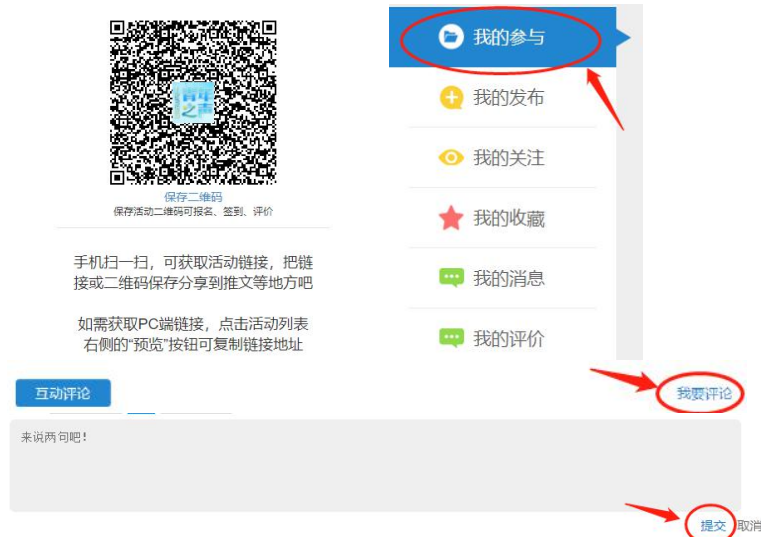 青年
之声
保存二维码
保存活动二维码可报名、签到、评价
手机扫一扫，可获取活动链接，把链
接或二维码保存分享到推文等地方吧
如需获取PC端链接，点击活动列表
右侧的“预览”按钮可复制链接地址
我的参与
我的发布
我的关注
我的收藏
我的消息
我的评价
互动评论
我要评论
来说两句吧！
提交 取消